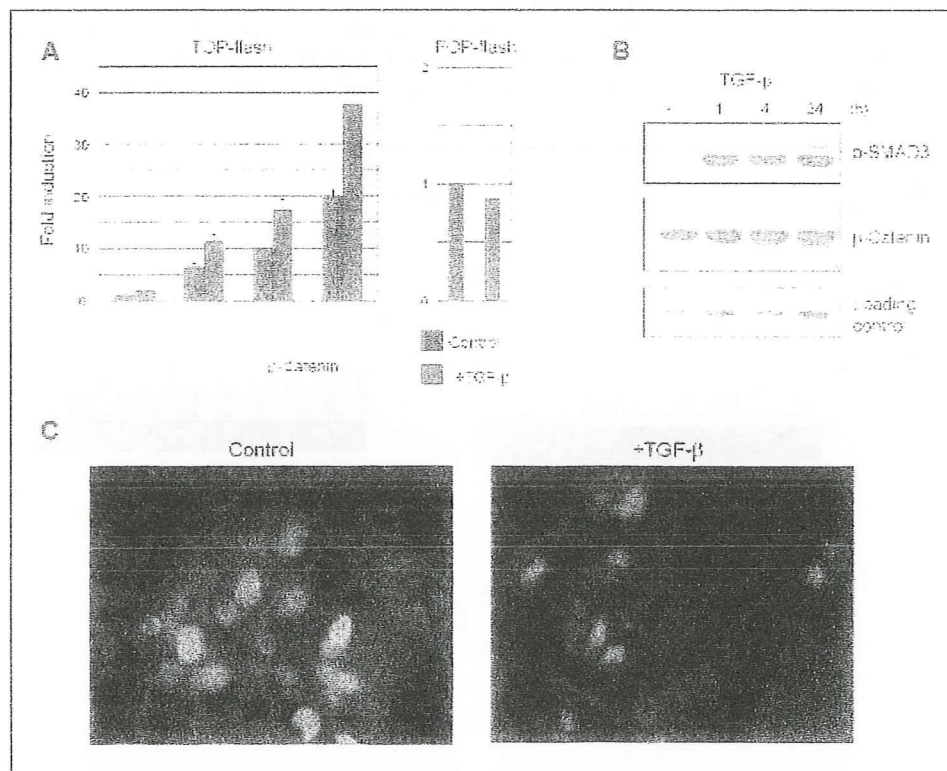 A
TOP-flash
FOP-flash
Fold induction
40
30
20
10
0
2
1
0
β-catenin
Control
+TGF-β
B
TGF-β
- 1 4 24 (h)
p-SMAD3
β-Catenin
Loading
control
C
Control
+TGF-β